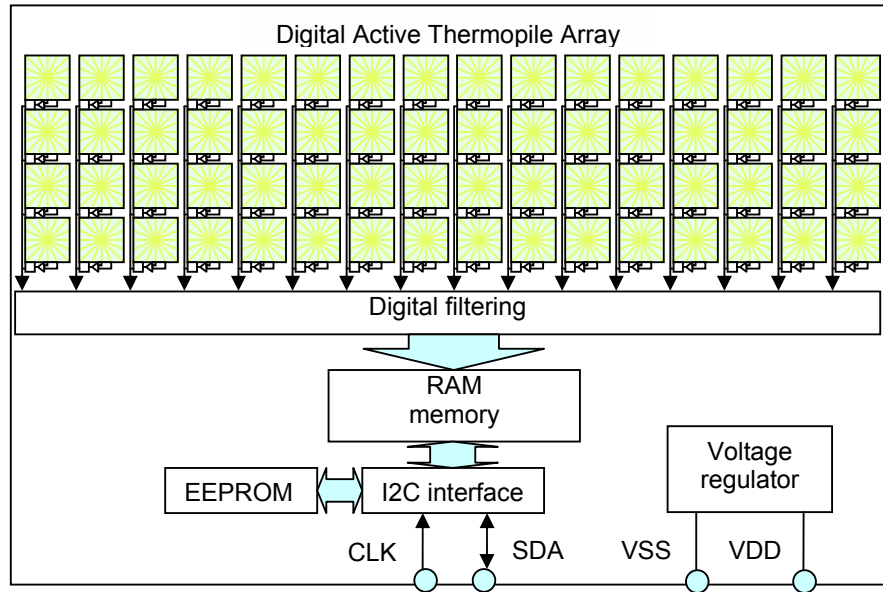 Digital Active Thermopile Array
Digital filtering
RAM
memory
Voltage
regulator
EEPROM
I2C interface
CLK
SDA
VSS
VDD